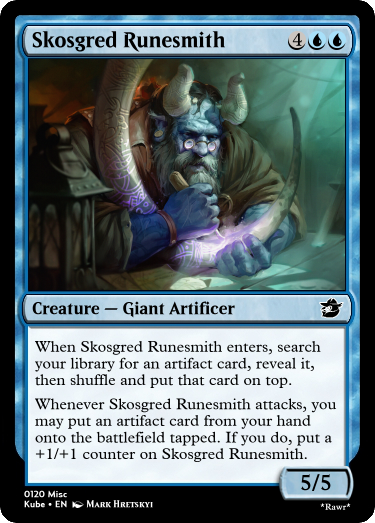 Skosgred Runesmith 4
Creature — Giant Artificer
When Skosgred Runesmith enters, search
your library for an artifact card, reveal it,
then shuffle and put that card on top.
Whenever Skosgred Runesmith attacks, you
may put an artifact card from your hand
onto the battlefield tapped. If you do, put a
+1/+1 counter on Skosgred Runesmith.
5/5
0120 Misc
Kube • EN Mark Hretskyi
*Rawr*